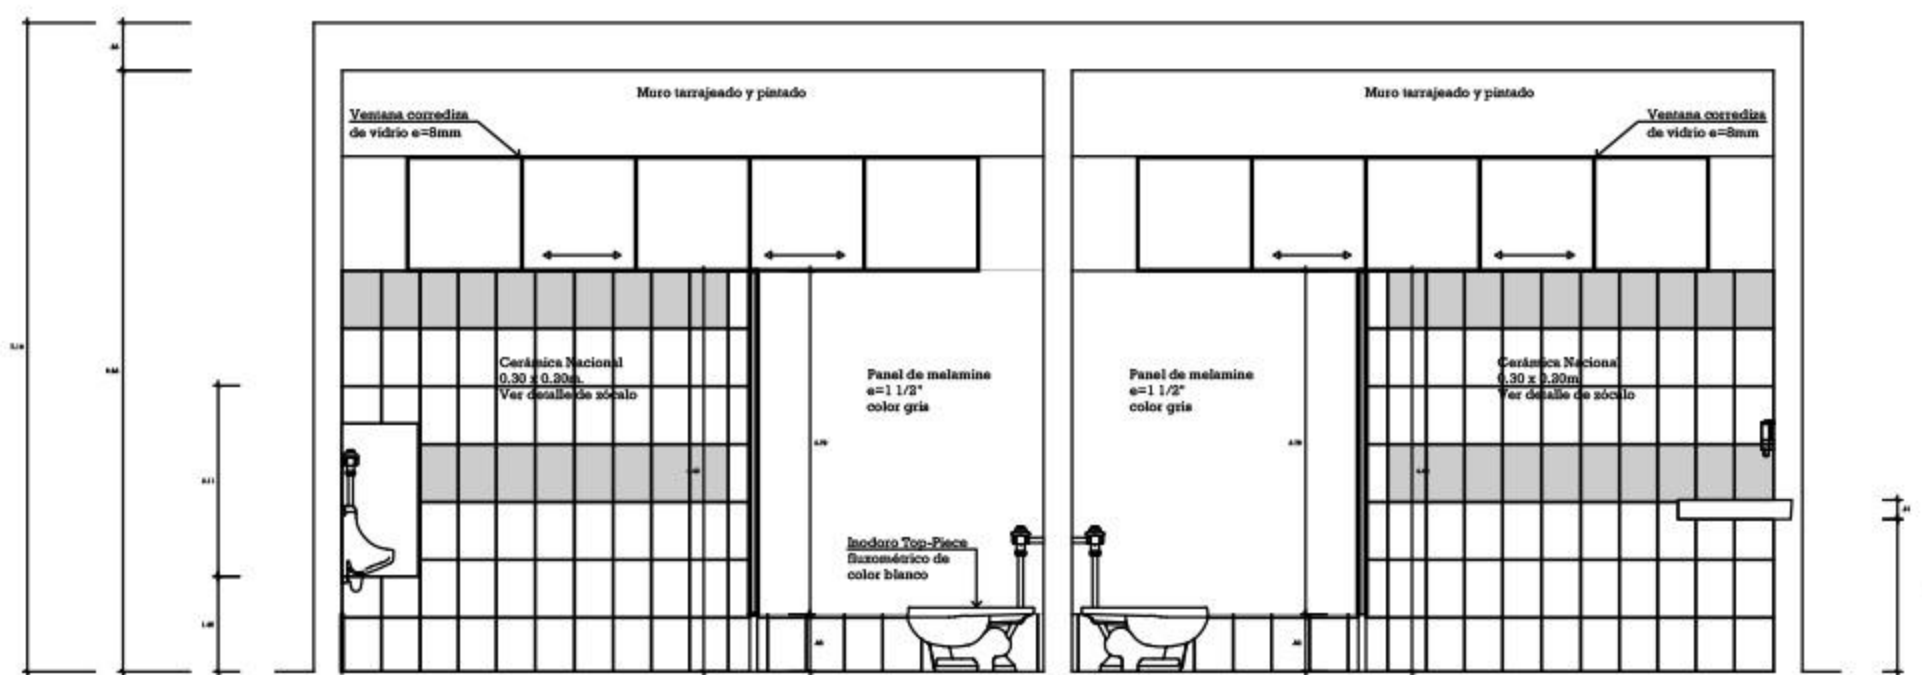 Muro tarrajeado y pintado
Ventana corrediza
de vidrio e=8mm
Muro tarrajeado y pintado
Ventana corrediza
de vidrio e=8mm
Cerámica Nacional
0.30 x 0.20m.
Ver detalle de zócalo
Panel de melamine
e=1 1/2"
color gris
Panel de melamine
e=1 1/2"
color gris
Cerámica Nacional
0.30 x 0.20m
Ver detalle de zócalo
Inodoro Top-Piece
fluxométrico de
color blanco